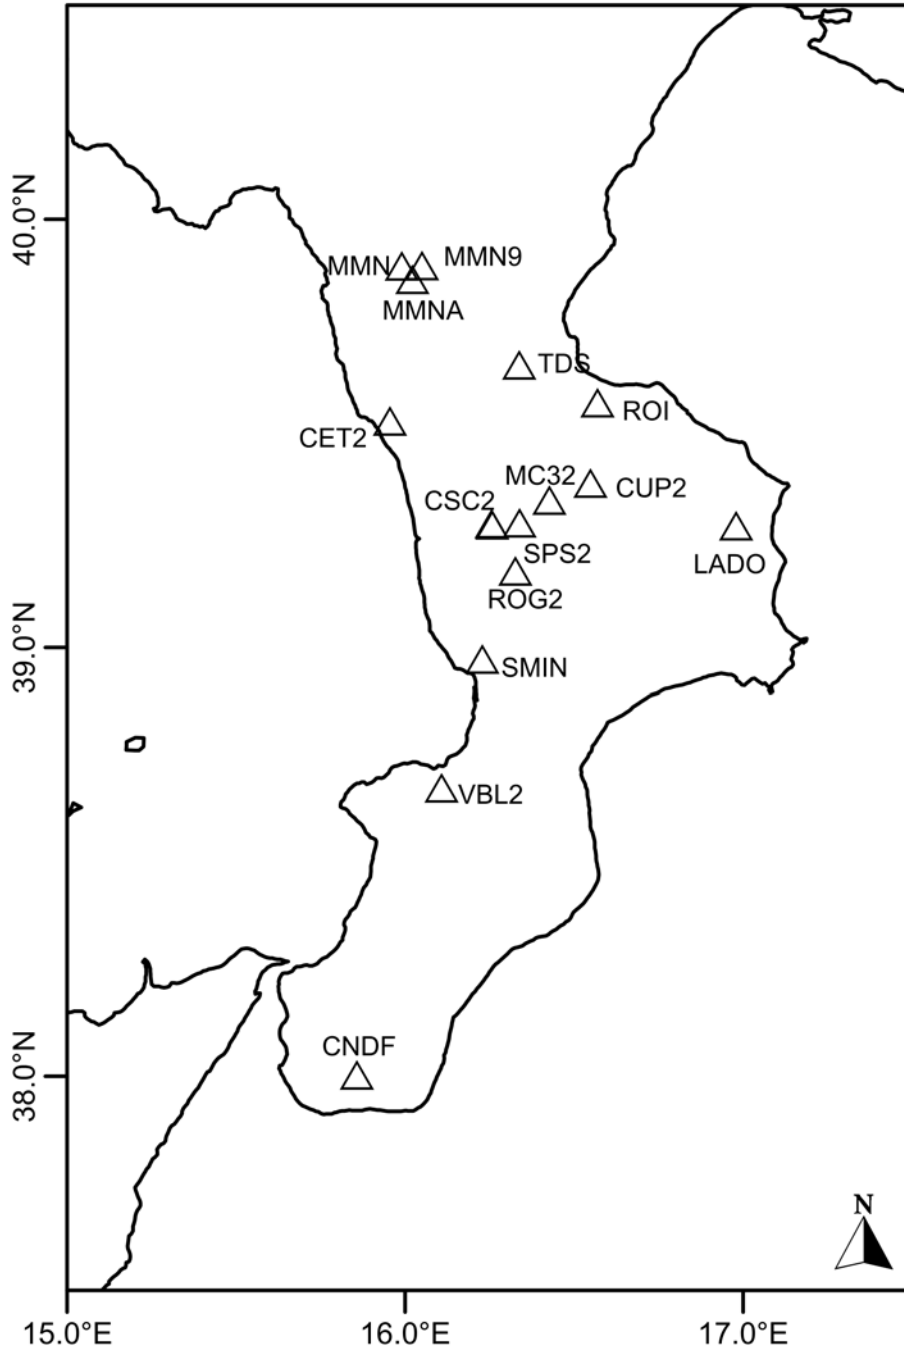 40.0°N
MMN
MMN9
MMNA
TDS
ROI
CET2
MC32
CUP2
CSC2
SPS2
LADO
ROG2
39.0°N
SMIN
VBL2
CNDF
38.0°N
N
15.0°E
16.0°E
17.0°E